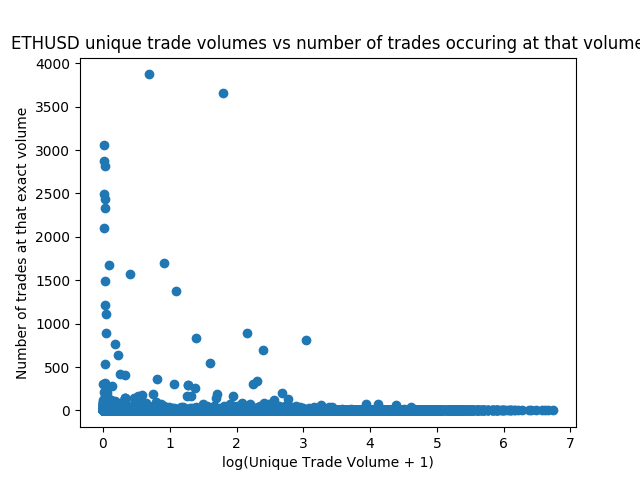 ETHUSD unique trade volumes vs number of trades occuring at that volume
4000
3500
3000
2500
2000
1500
1000
500
0
Number of trades at that exact volume
0 1 2 3 4 5 6 7
log(Unique Trade Volume + 1)